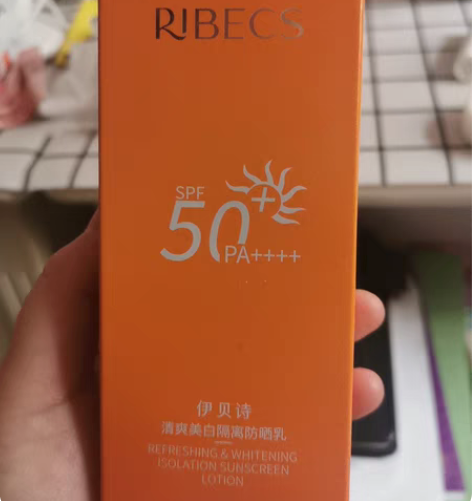 RIBECS
SPF
50+
PA++++
伊贝诗
清爽美白隔离防晒乳
REFRESHING & WHITENING
ISOLATION SUNSCREEN
LOTION